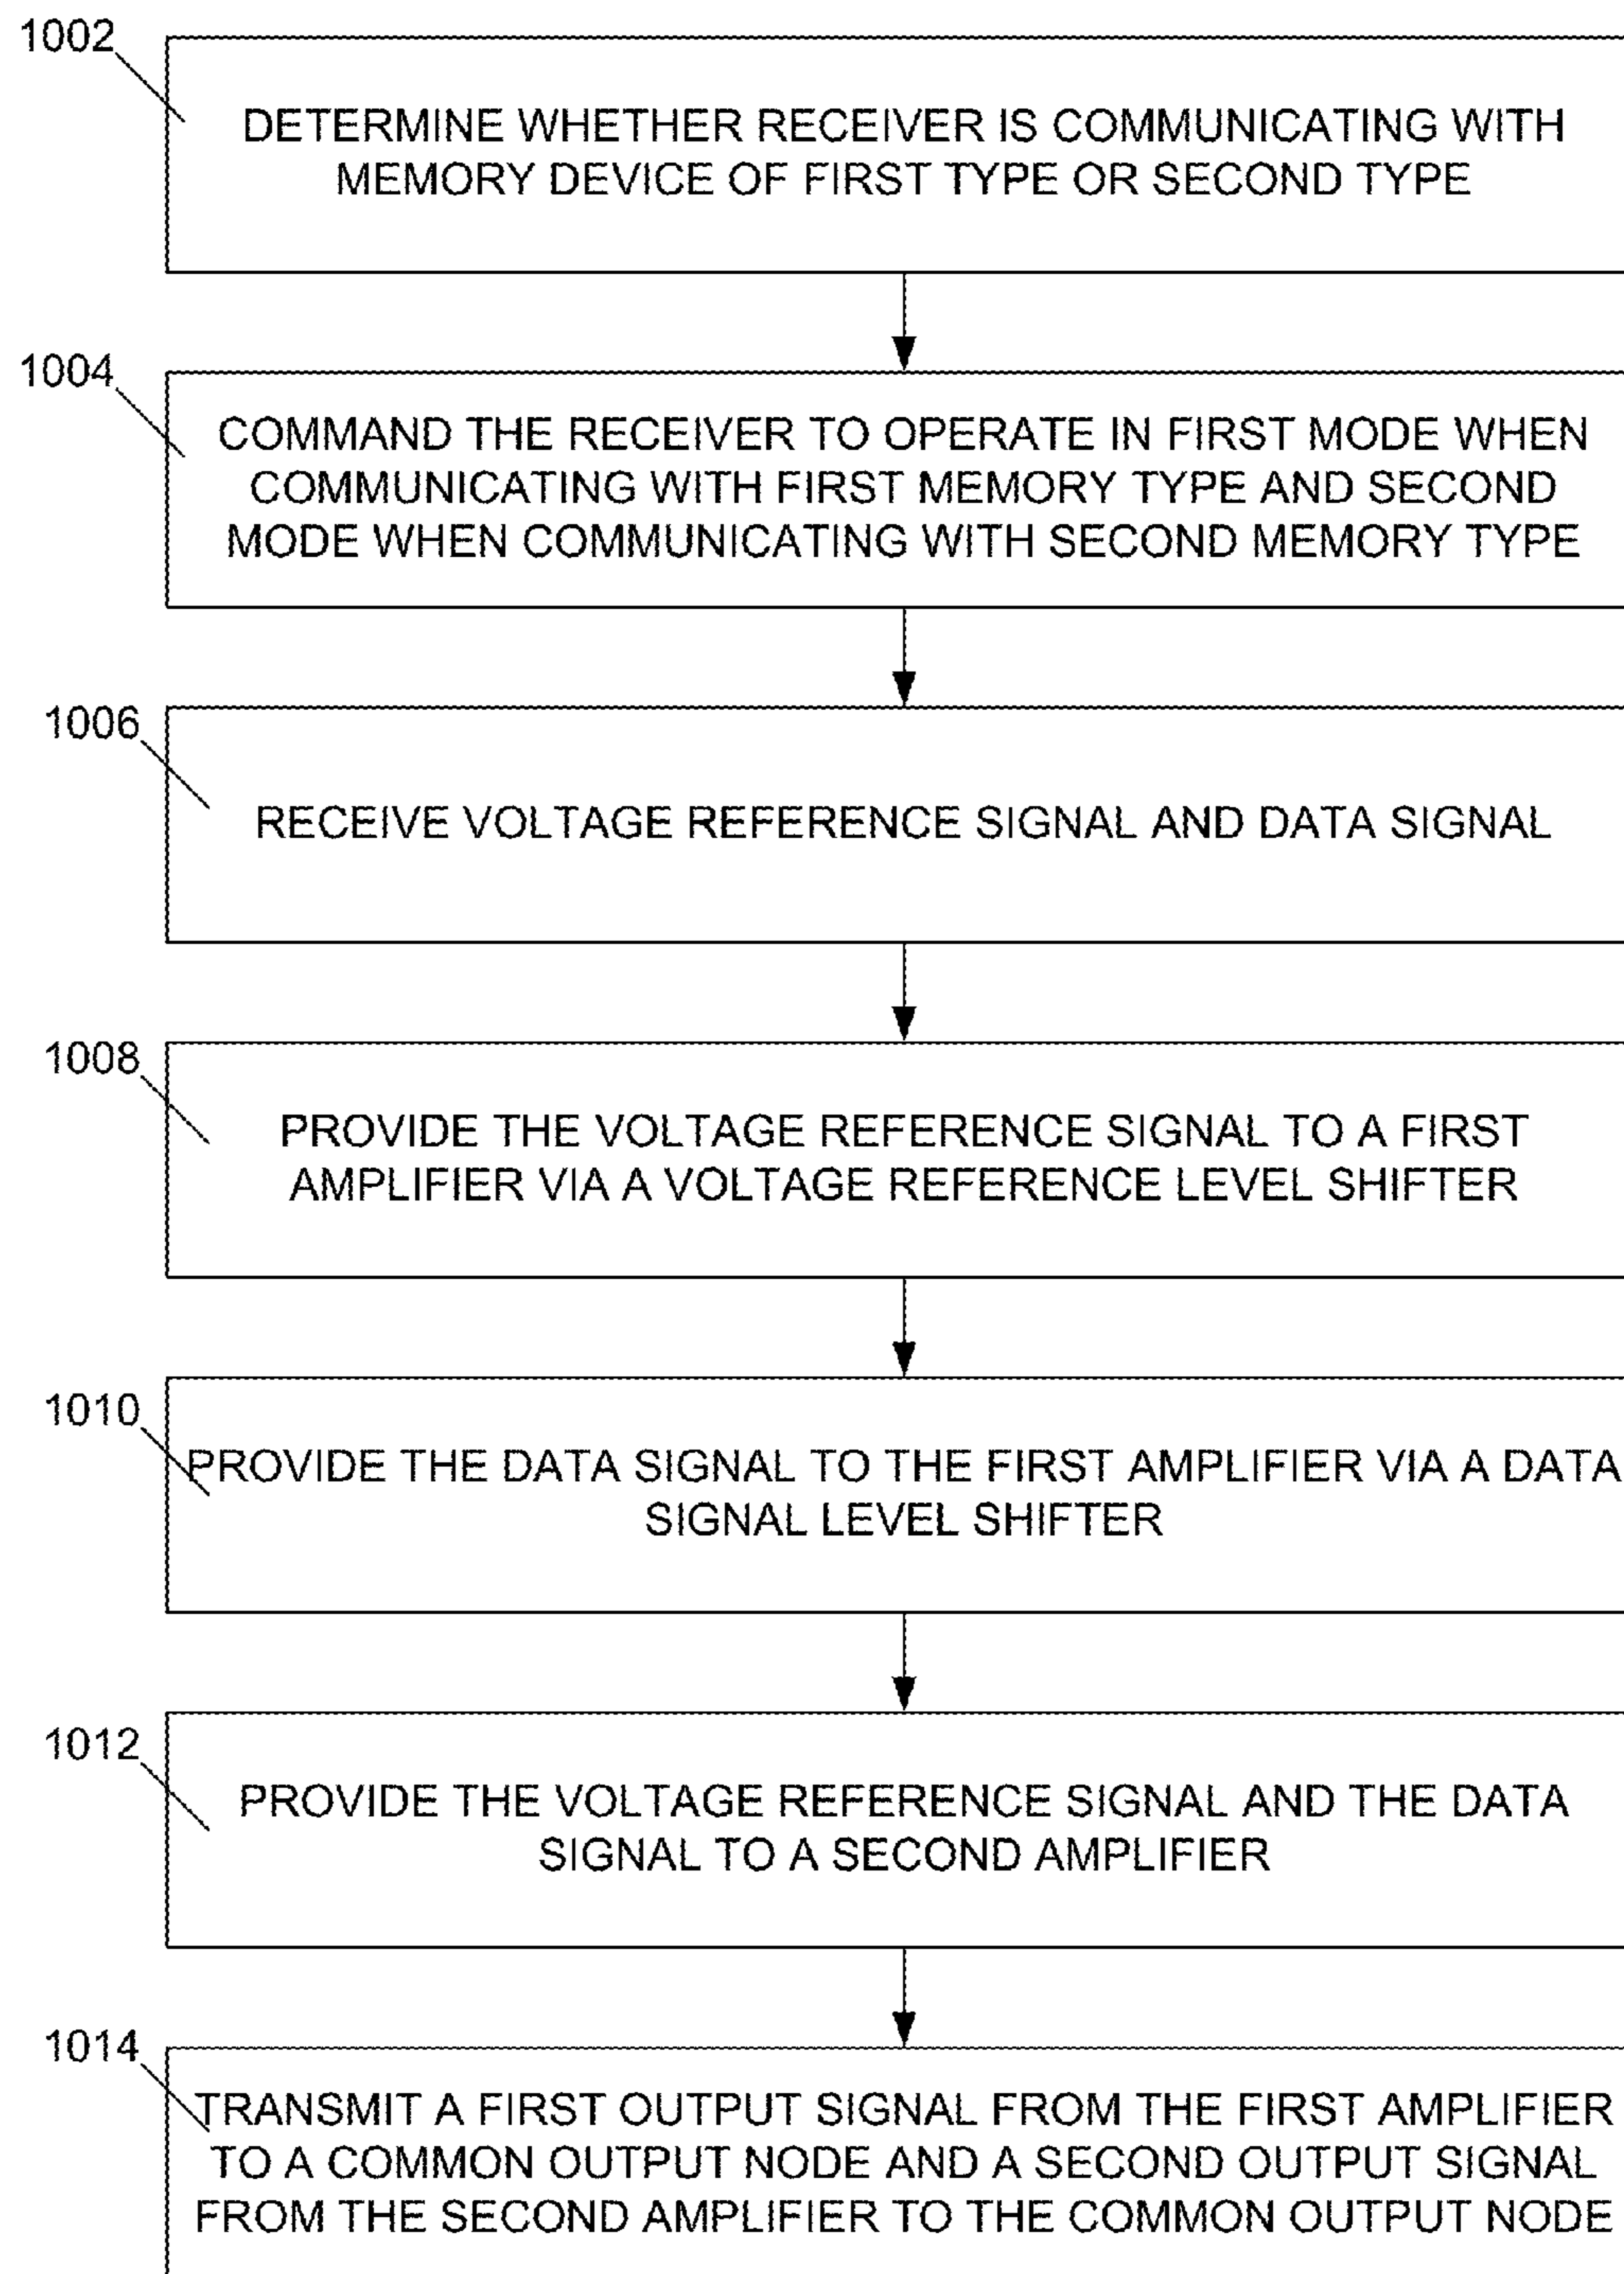 1002
DETERMINE WHETHER RECEIVER IS COMMUNICATING WITH
MEMORY DEVICE OF FIRST TYPE OR SECOND TYPE
1004
COMMAND THE RECEIVER TO OPERATE IN FIRST MODE WHEN
COMMUNICATING WITH FIRST MEMORY TYPE AND SECOND
MODE WHEN COMMUNICATING WITH SECOND MEMORY TYPE
1006
RECEIVE VOLTAGE REFERENCE SIGNAL AND DATA SIGNAL
1008
PROVIDE THE VOLTAGE REFERENCE SIGNAL TO A FIRST
AMPLIFIER VIA A VOLTAGE REFERENCE LEVEL SHIFTER
1010
PROVIDE THE DATA SIGNAL TO THE FIRST AMPLIFIER VIA A DATA
SIGNAL LEVEL SHIFTER
1012
PROVIDE THE VOLTAGE REFERENCE SIGNAL AND THE DATA
SIGNAL TO A SECOND AMPLIFIER
1014
TRANSMIT A FIRST OUTPUT SIGNAL FROM THE FIRST AMPLIFIER
TO A COMMON OUTPUT NODE AND A SECOND OUTPUT SIGNAL
FROM THE SECOND AMPLIFIER TO THE COMMON OUTPUT NODE